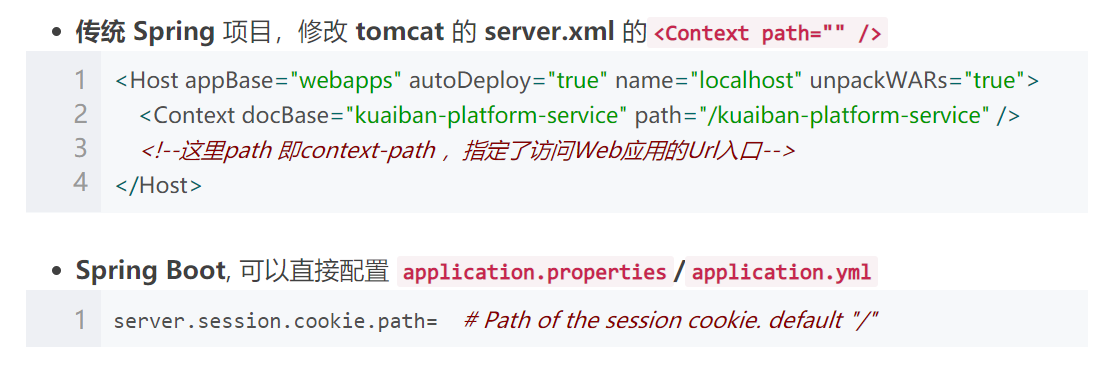 • 传统 Spring 项目，修改 tomcat 的 server.xml 的 <Context path="" />
1 <Host appBase="webapps" autoDeploy="true" name="localhost" unpackWARs="true">
2 <Context docBase="kuaiban-platform-service" path="/kuaiban-platform-service" />
3 <!--这里path 即context-path ，指定了访问Web应用的Url入口-->
4 </Host>
• Spring Boot, 可以直接配置 application.properties/application.yml
1 server.session.cookie.path= # Path of the session cookie. default "/"